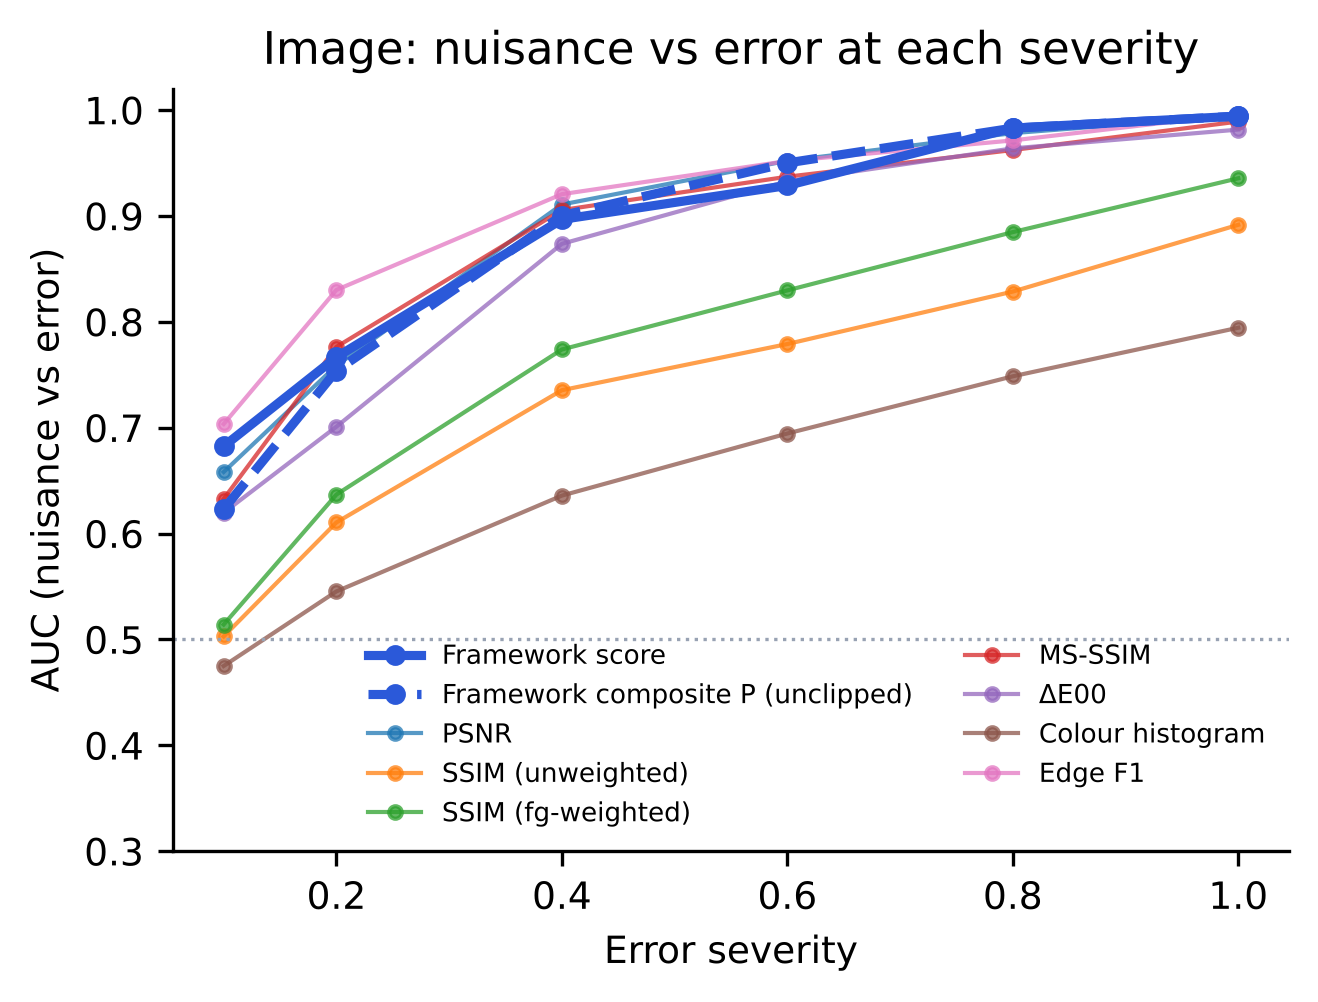 Image: nuisance vs error at each severity
AUC (nuisance vs error)
1.0
0.9
0.8
0.7
0.6
0.5
0.4
0.3
Framework score
Framework composite P (unclipped)
PSNR
SSIM (unweighted)
SSIM (fg-weighted)
MS-SSIM
ΔE00
Colour histogram
Edge F1
0.2
0.4
0.6
0.8
1.0
Error severity